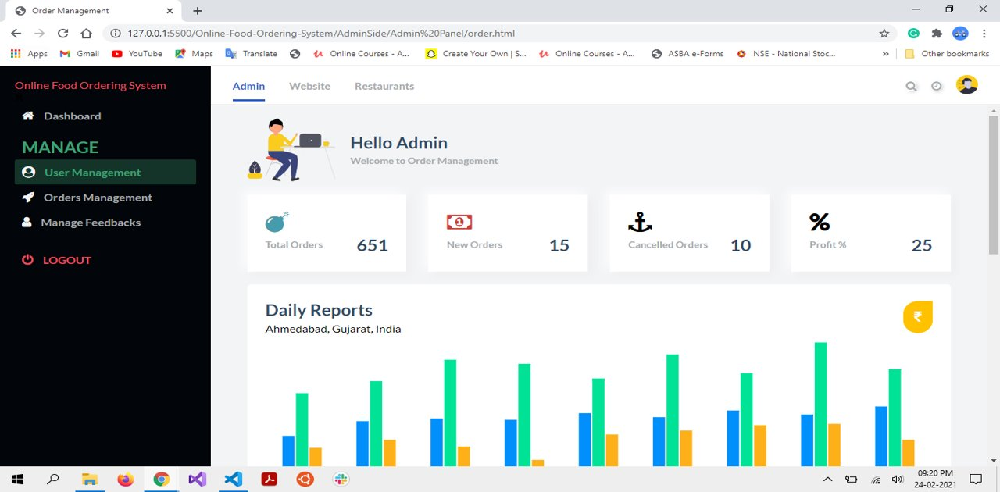 Order Management
127.0.0.1:5500/Online-Food-Ordering-System/AdminSide/Admin%20Panel/order.html
Apps Gmail YouTube Maps Translate Online Courses - A... Create Your Own | S... Online Courses - A... ASBA e-Forms NSE - National Stoc... » Other bookmarks
Online Food Ordering System
Dashboard
MANAGE
User Management
Orders Management
Manage Feedbacks
LOGOUT
Admin Website Restaurants
Hello Admin
Welcome to Order Management
Total Orders 651
1
New Orders 15
Cancelled Orders 10
%
Profit % 25
Daily Reports
Ahmedabad, Gujarat, India
₹
09:20 PM
24-02-2021